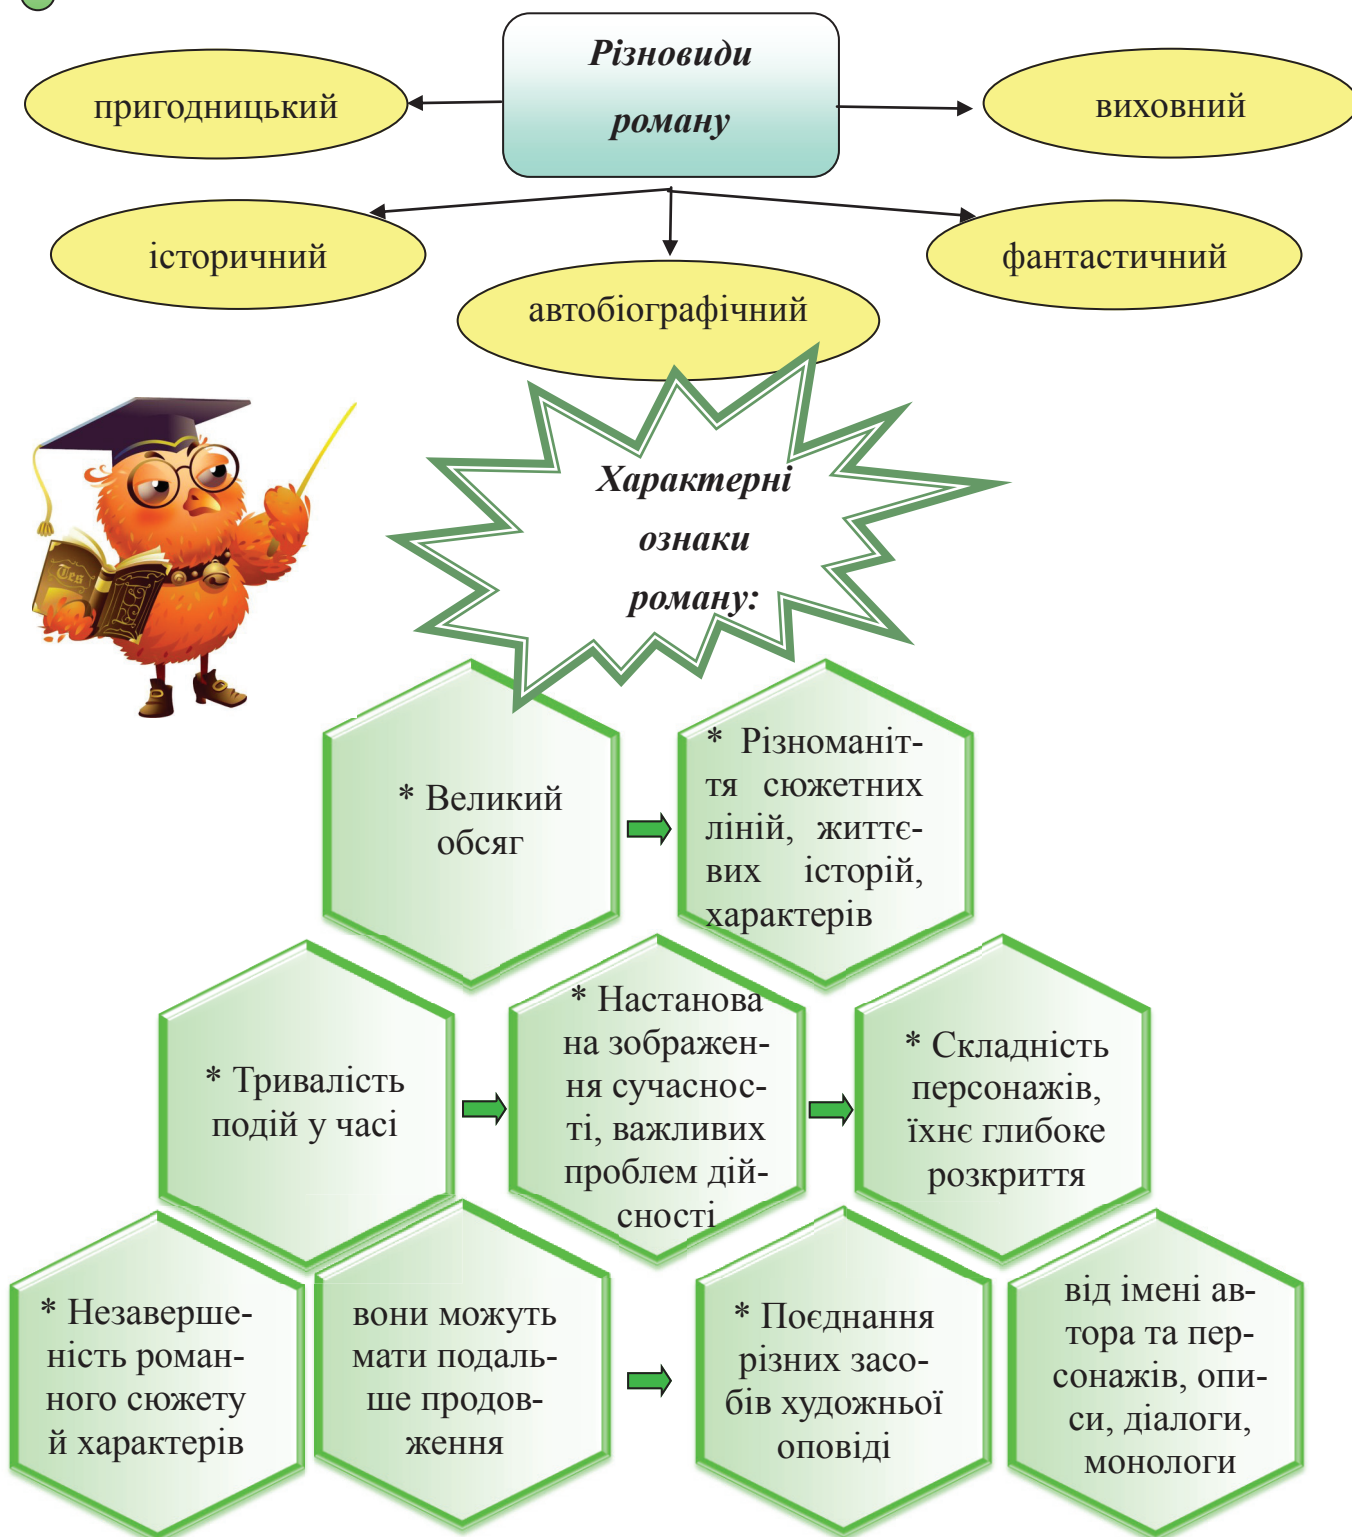 Різновиди
роману
пригодницький
виховний
історичний
фантастичний
автобіографічний
Характерні
ознаки
роману:
Tes
* Великий
обсяг
* Різноманіт-
тя сюжетних
ліній, життє-
вих історій,
характерів
* Тривалість
подій у часі
* Настанова
на зображен-
ня сучаснос-
ті, важливих
проблем дій-
сності
* Складність
персонажів,
їхнє глибоке
розкриття
* Незаверше-
ність роман-
ного сюжету
й характерів
вони можуть
мати подаль-
ше продов-
ження
* Поєднання
різних засо-
бів художньої
оповіді
від імені ав-
тора та пер-
сонажів, опи-
си, діалоги,
монологи